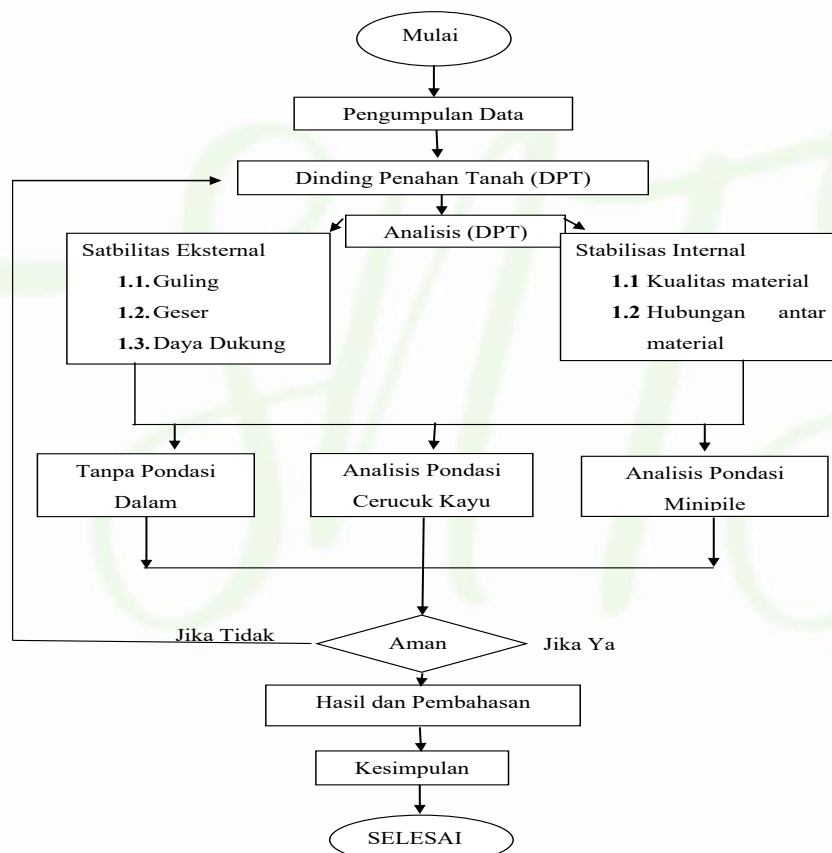 Mulai
Pengumpulan Data
Dinding Penahan Tanah (DPT)
Analisis (DPT)
Satbilitas Eksternal
1.1. Guling
1.2. Geser
1.3. Daya Dukung
Stabilisas Internal
1.1 Kualitas material
1.2 Hubungan antar
material
Tanpa Pondasi
Dalam
Analisis Pondasi
Cerucuk Kayu
Analisis Pondasi
Minipile
Jika Tidak
Aman
Jika Ya
Hasil dan Pembahasan
Kesimpulan
SELESAI